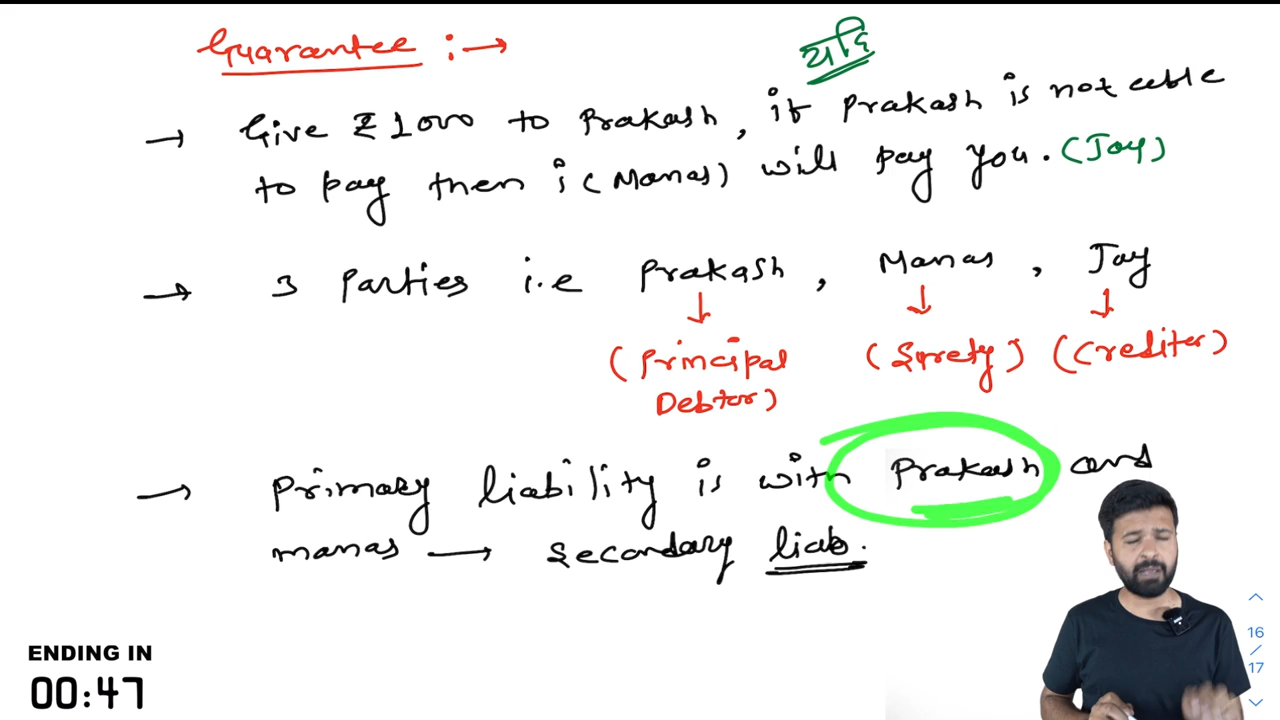 Guarantee :→
यदि
→ Give ₹1000 to Prakash, if Prakash is not able
to pay then i (Manas) will pay you. (Joy)
→ 3 Parties i.e Prakash, Manas, Joy
(Principal Debtor) (Surety) (Crediter)
→ Primary liability is with Prakash and
manas → Secondary liab.
ENDING IN
00:47
16
/
17